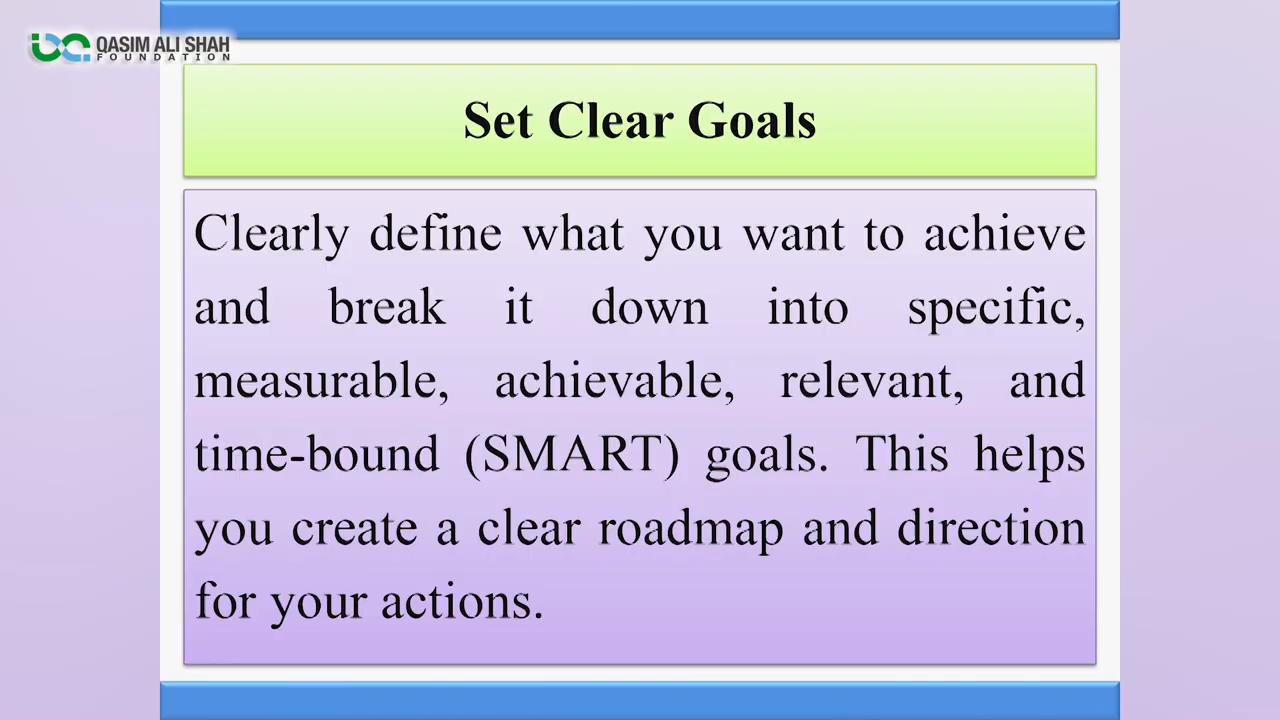 QASIM ALI SHAH
FOUNDATION
Set Clear Goals
Clearly define what you want to achieve
and break it down into specific,
measurable, achievable, relevant, and
time-bound (SMART) goals. This helps
you create a clear roadmap and direction
for your actions.